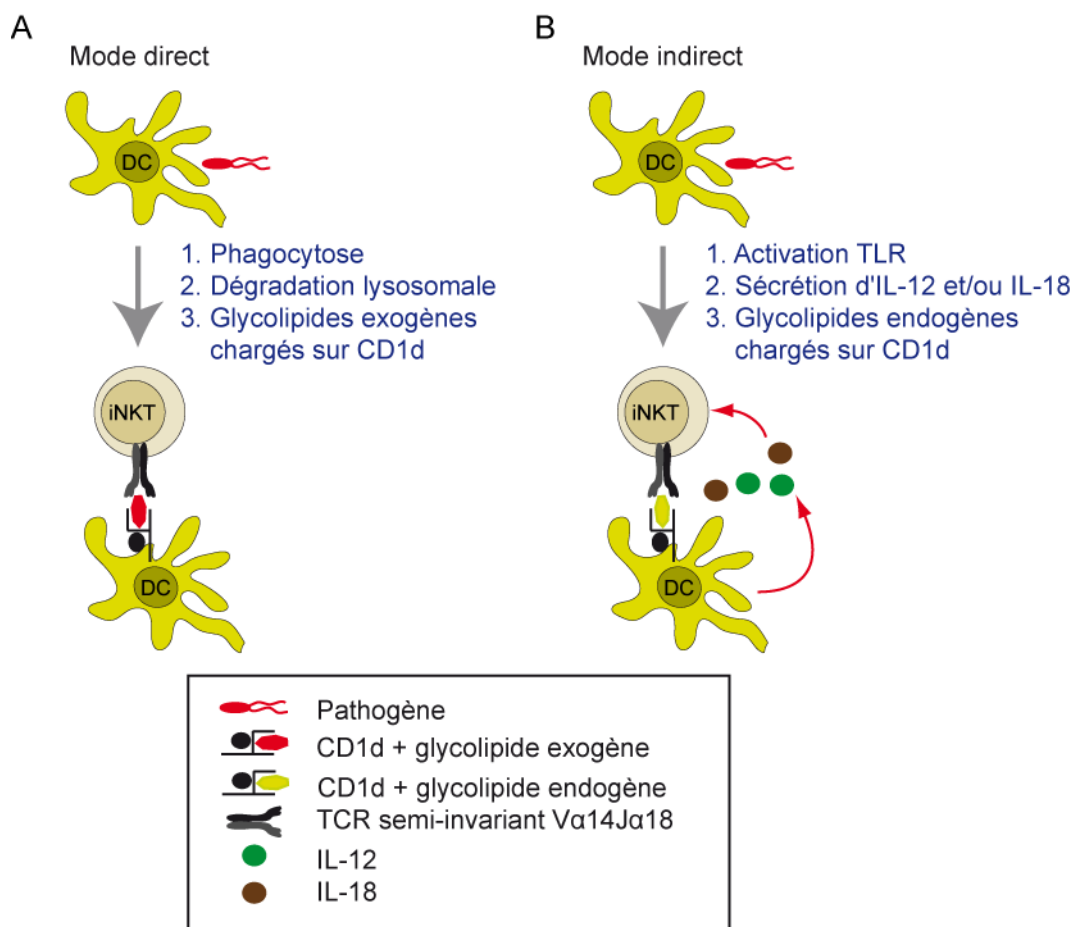 A
Mode direct
DC
1. Phagocytose
2. Dégradation lysosomale
3. Glycolipides exogènes
chargés sur CD1d
iNKT
DC
B
Mode indirect
DC
1. Activation TLR
2. Sécrétion d'IL-12 et/ou IL-18
3. Glycolipides endogènes
chargés sur CD1d
iNKT
DC
Pathogène
CD1d + glycolipide exogène
CD1d + glycolipide endogène
TCR semi-invariant Vα14Jα18
IL-12
IL-18